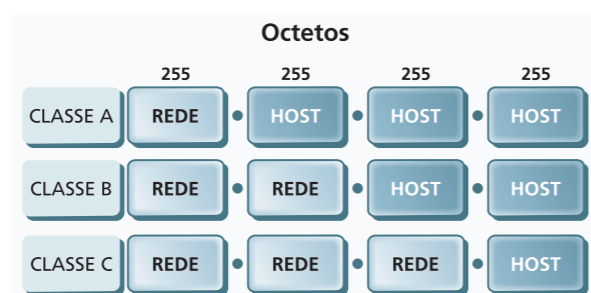 Octetos
255 255 255 255
CLASSE A REDE • HOST • HOST • HOST
CLASSE B REDE • REDE • HOST • HOST
CLASSE C REDE • REDE • REDE • HOST